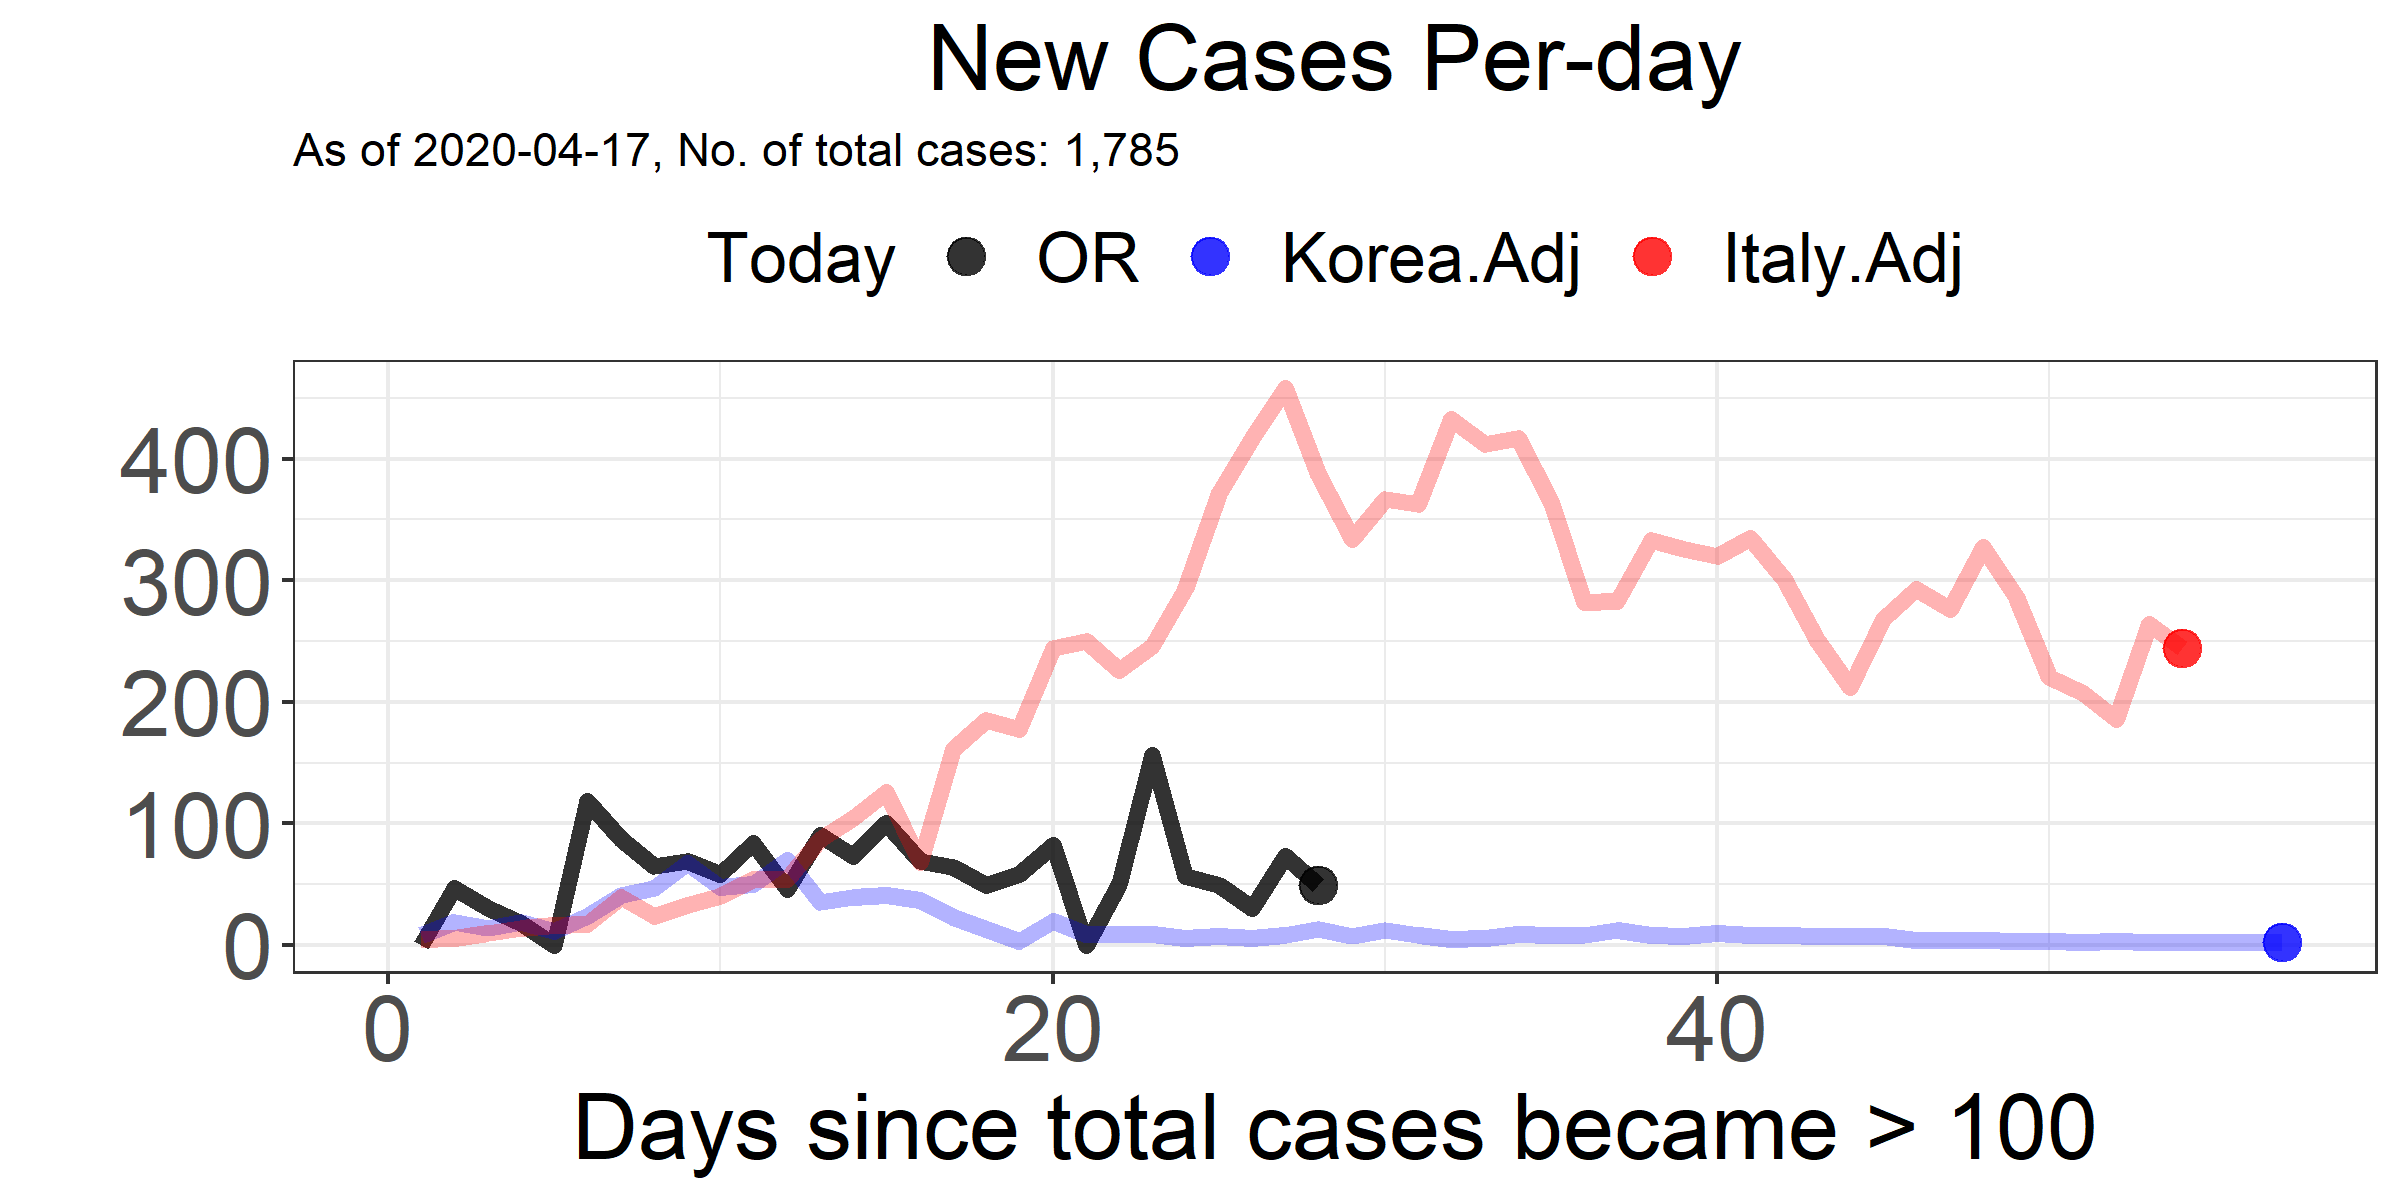 New Cases Per-day
As of 2020-04-17, No. of total cases: 1,785
Today OR Korea.Adj Italy.Adj
400
300
200
100
0
0 20 40
Days since total cases became > 100